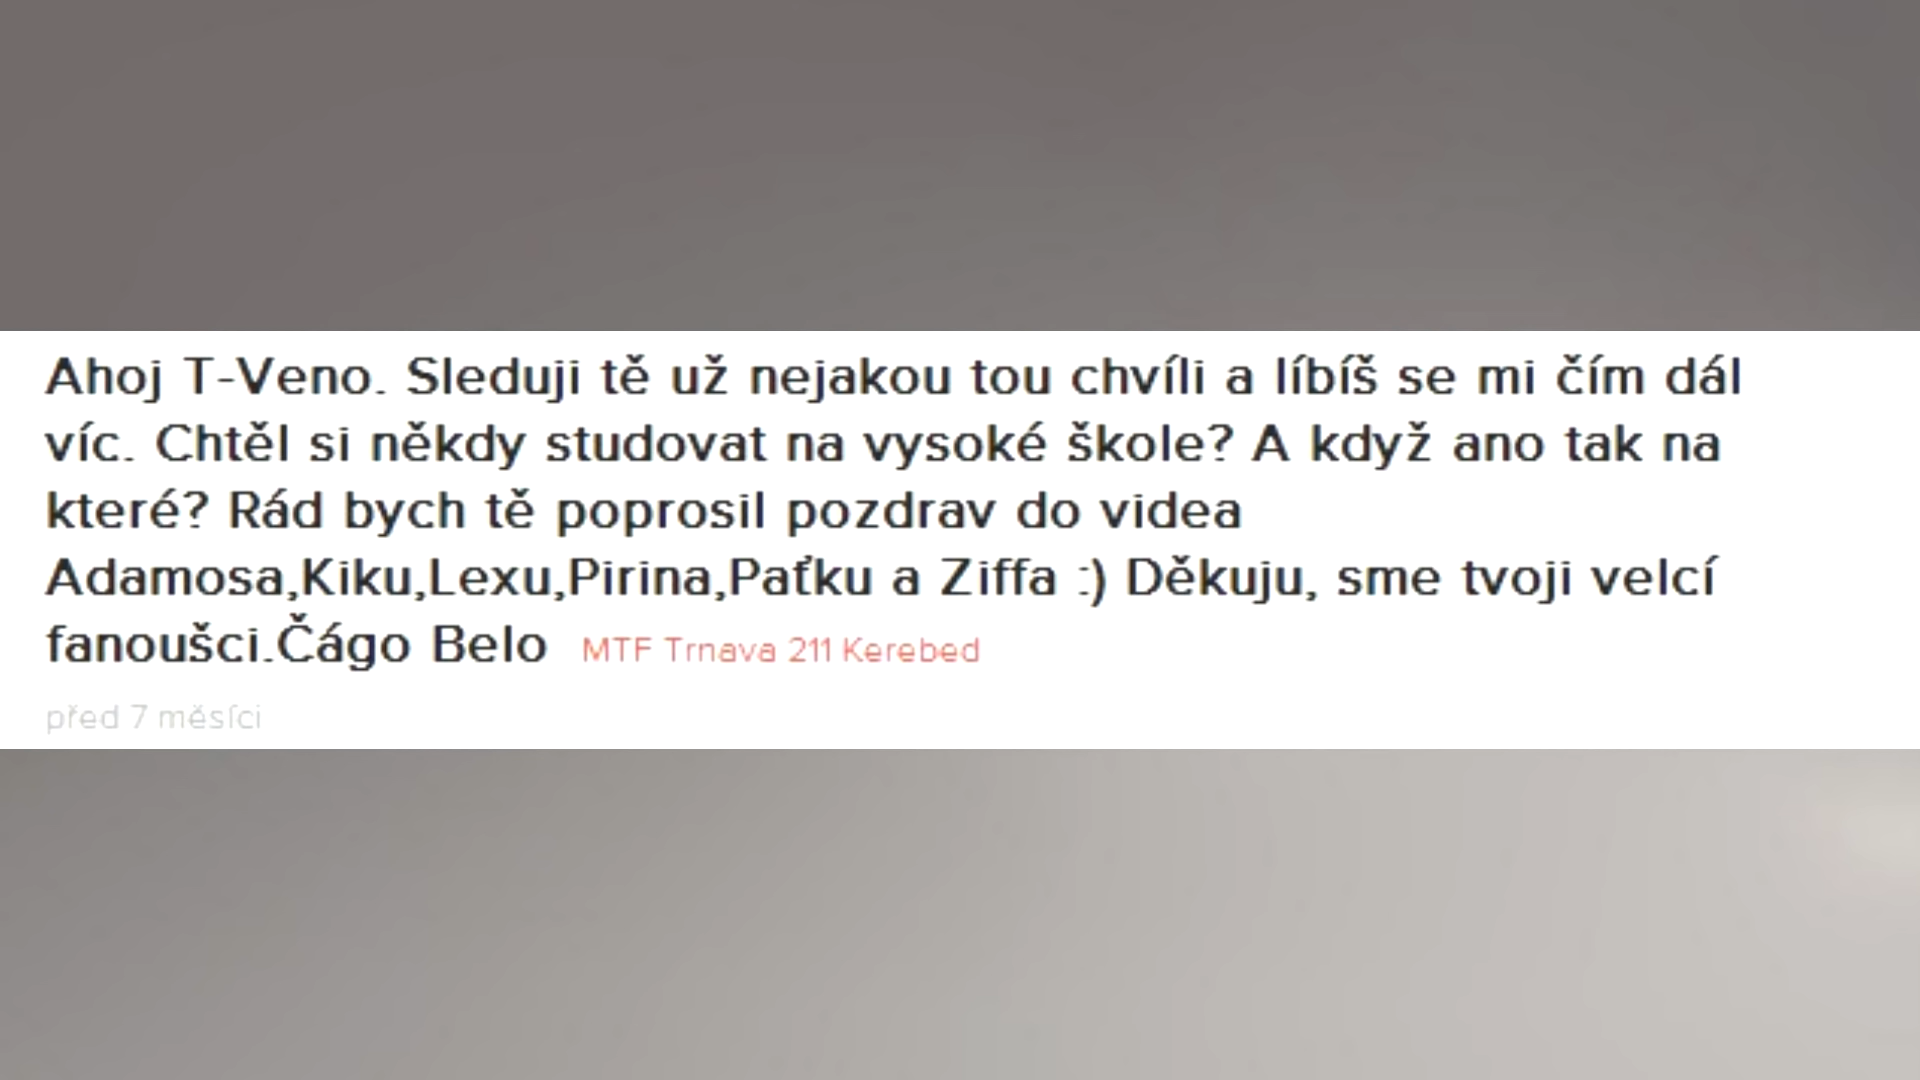 Ahoj T-Veno. Sleduji tě už nejakou tou chvíli a líbíš se mi čím dál
víc. Chtěl si někdy studovat na vysoké škole? A když ano tak na
které? Rád bych tě poprosil pozdrav do videa
Adamosa,Kiku,Lexu,Pirina,Paťku a Ziffa :) Děkuju, sme tvoji velcí
fanoušci.Čágo Belo MTF Trnava 211 Kerebed
před 7 měsíci